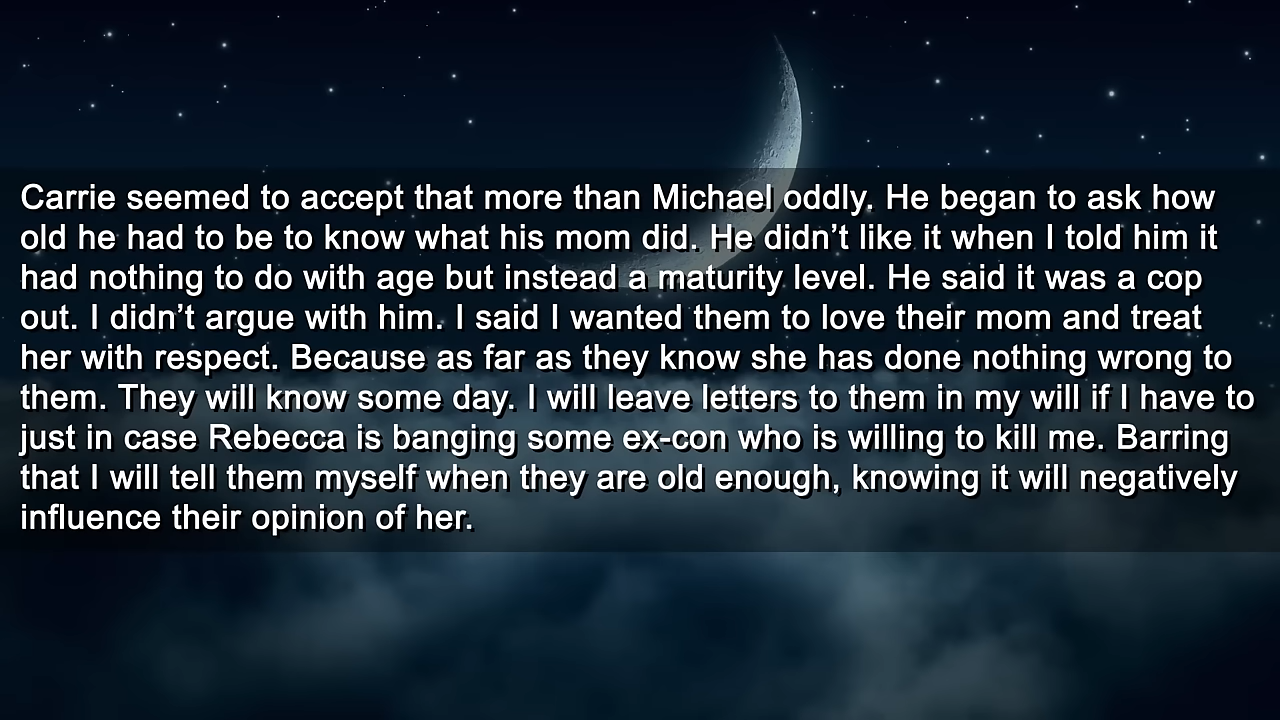 Carrie seemed to accept that more than Michael oddly. He began to ask how
old he had to be to know what his mom did. He didn’t like it when I told him it
had nothing to do with age but instead a maturity level. He said it was a cop
out. I didn’t argue with him. I said I wanted them to love their mom and treat
her with respect. Because as far as they know she has done nothing wrong to
them. They will know some day. I will leave letters to them in my will if I have to
just in case Rebecca is banging some ex-con who is willing to kill me. Barring
that I will tell them myself when they are old enough, knowing it will negatively
influence their opinion of her.